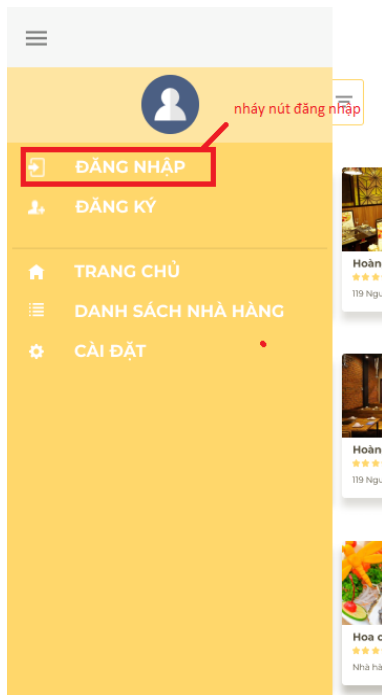 nháy nút đăng nhập
ĐĂNG NHẬP
ĐĂNG KÝ
TRANG CHỦ
DANH SÁCH NHÀ HÀNG
CÀI ĐẶT
Hoàn
119 Ngu
Hoàn
119 Ngu
Hoa
Nhà hà